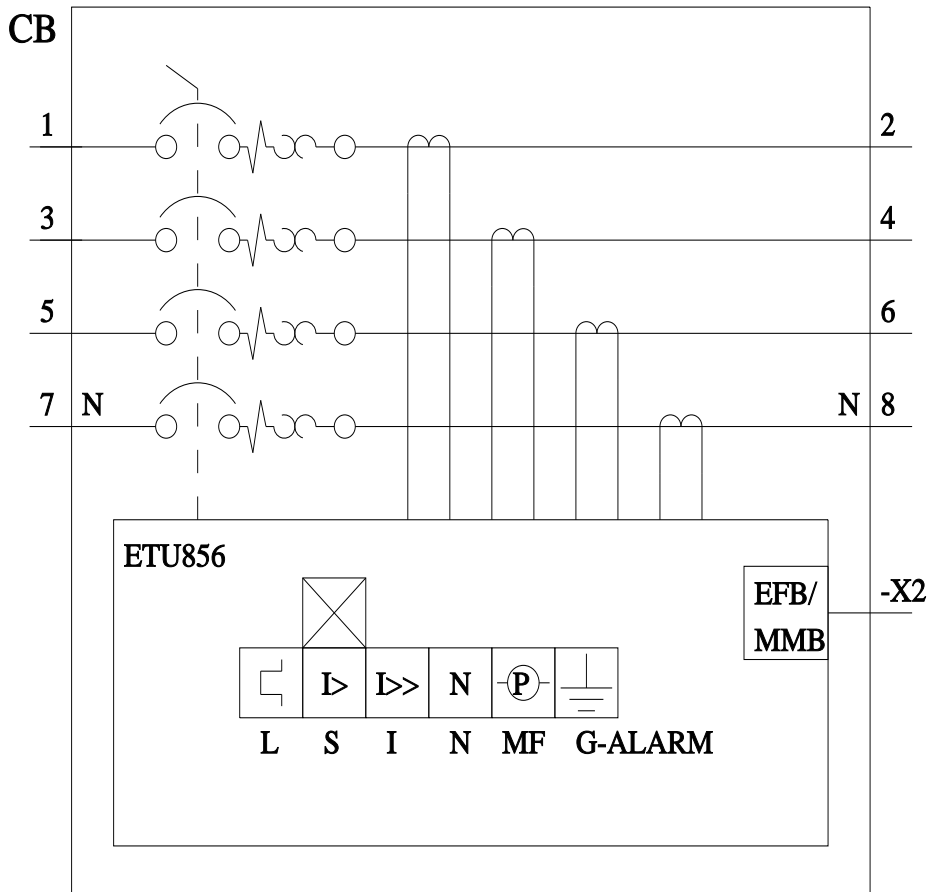 CB
1 2
3 4
5 6
7 N N 8
ETU856
EFB/ -X2
MMB
I> I>> N P
L S I N MF G-ALARM